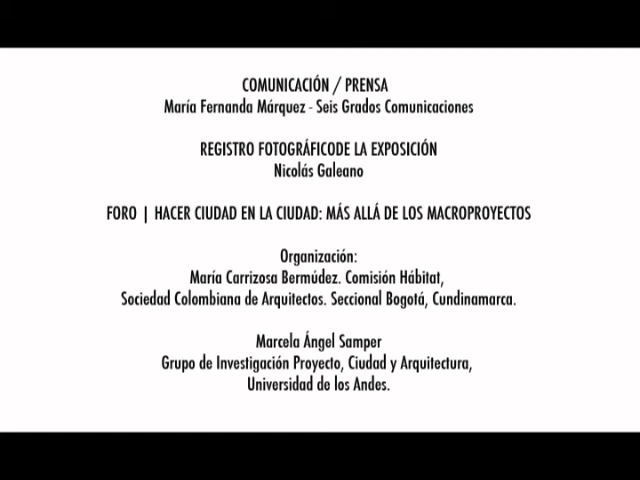 COMUNICACIÓN / PRENSA
María Fernanda Márquez - Seis Grados Comunicaciones
REGISTRO FOTOGRÁFICODE LA EXPOSICIÓN
Nicolás Galeano
FORO | HACER CIUDAD EN LA CIUDAD: MÁS ALLÁ DE LOS MACROPROYECTOS
Organización:
María Carrizosa Bermúdez. Comisión Hábitat,
Sociedad Colombiana de Arquitectos. Seccional Bogotá, Cundinamarca.
Marcela Ángel Samper
Grupo de Investigación Proyecto, Ciudad y Arquitectura,
Universidad de los Andes.